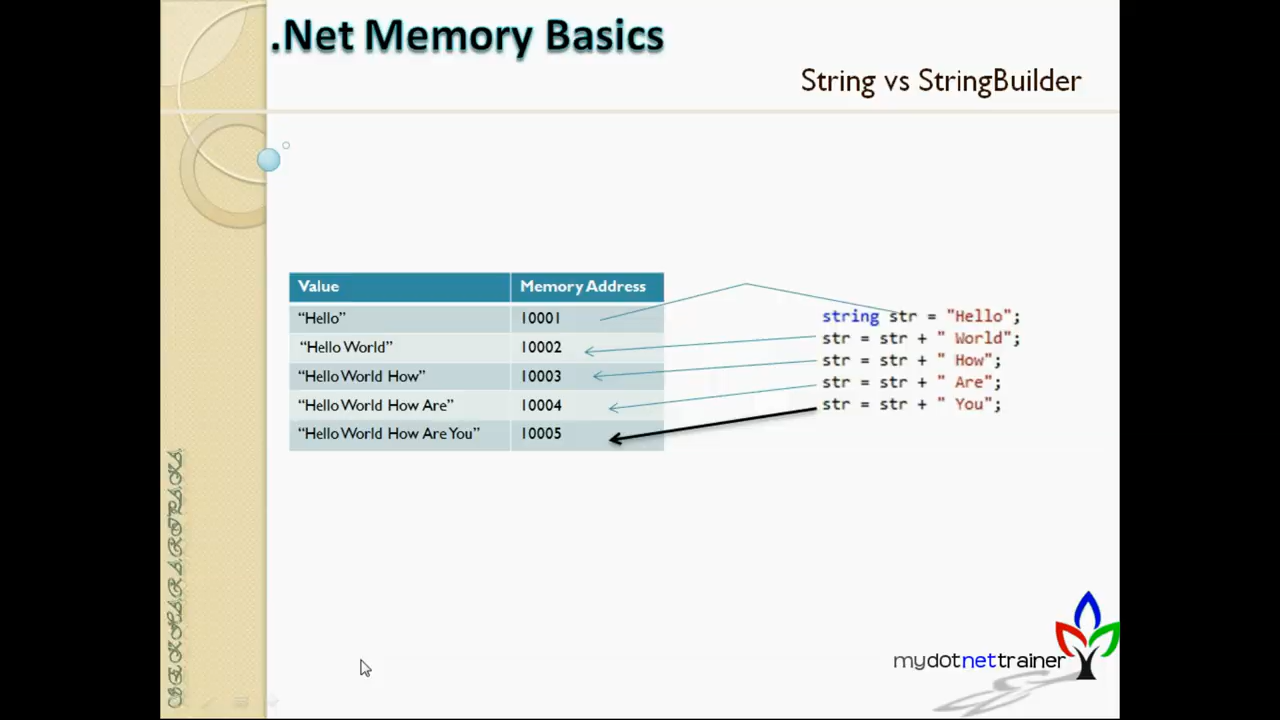 .Net Memory Basics
String vs StringBuilder
Value Memory Address
“Hello” 10001
“Hello World” 10002
“Hello World How” 10003
“Hello World How Are” 10004
“Hello World How Are You” 10005
string str = "Hello";
str = str + " World";
str = str + " How";
str = str + " Are";
str = str + " You";
mydotnettrainer